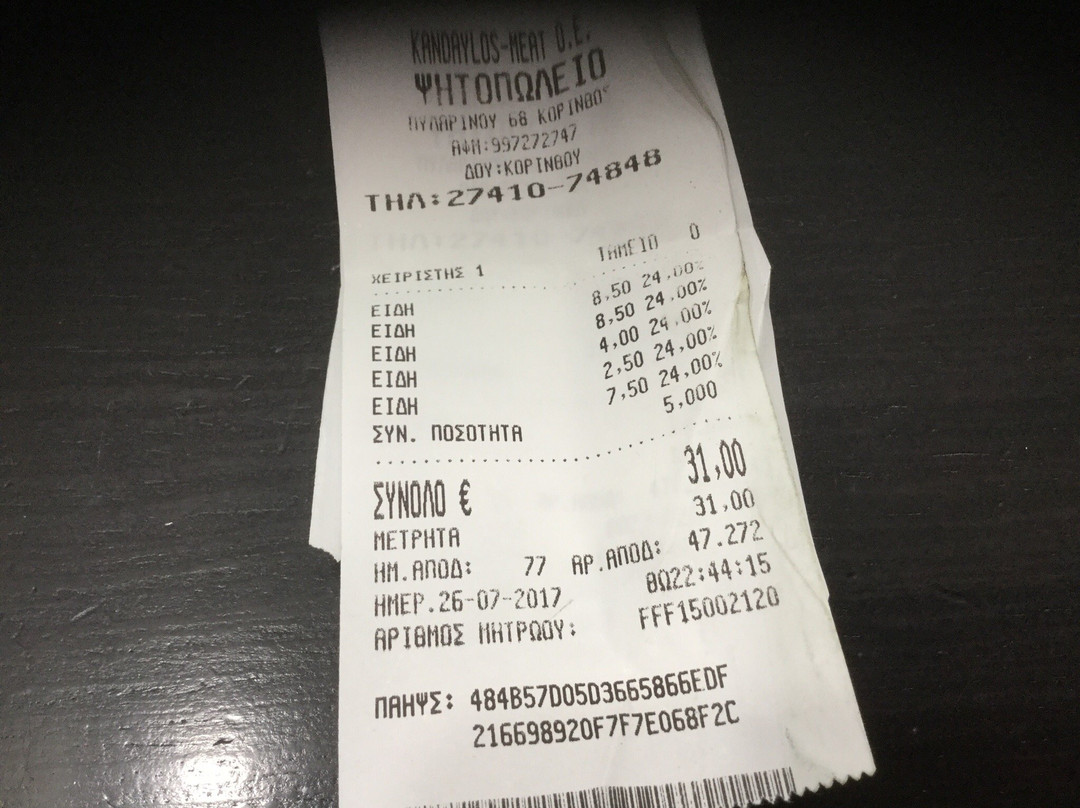 KANDAYLOS-MEAT O.E.
ΨΗΤΟΠΩΛΕΙΟ
ΠΥΛΑΡΙΝΟΥ 68 ΚΟΡΙΝΘΟΣ
ΑΦΜ:997272747
ΔΟΥ:ΚΟΡΙΝΘΟΥ
ΤΗΛ:27410-74848
ΧΕΙΡΙΣΤΗΣ 1 ΤΑΜΕΙΟ 0
ΕΙΔΗ 8,50 24,00%
ΕΙΔΗ 8,50 24,00%
ΕΙΔΗ 4,00 24,00%
ΕΙΔΗ 2,50 24,00%
ΕΙΔΗ 7,50 24,00%
ΣΥΝ. ΠΟΣΟΤΗΤΑ 5,000
ΣΥΝΟΛΟ € 31,00
ΜΕΤΡΗΤΑ 31,00
ΗΜ.ΑΠΟΔ: 77 ΑΡ.ΑΠΟΔ: 47.272
ΗΜΕΡ.26-07-2017 ΘΩ22:44:15
ΑΡΙΘΜΟΣ ΜΗΤΡΩΟΥ: FFF15002120
ΠΑΗΨΣ: 484B57D05D3665866EDF
216698920F7F7E068F2C